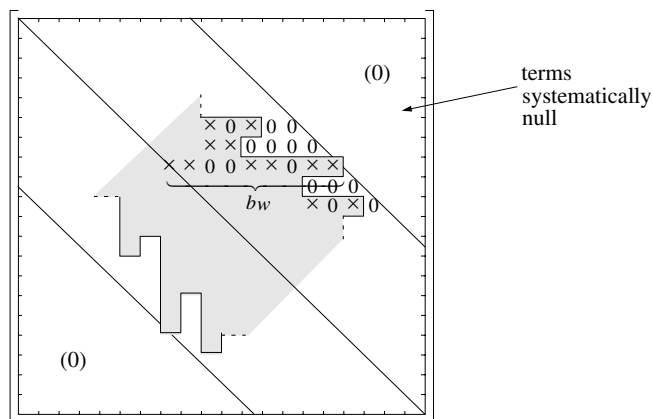 (0)
terms
systematically
null
× 0 × 0 0
× × 0 0 0 0
× × 0 0 × × × 0 × ×
0 0 0
bw
× 0 × 0
(0)